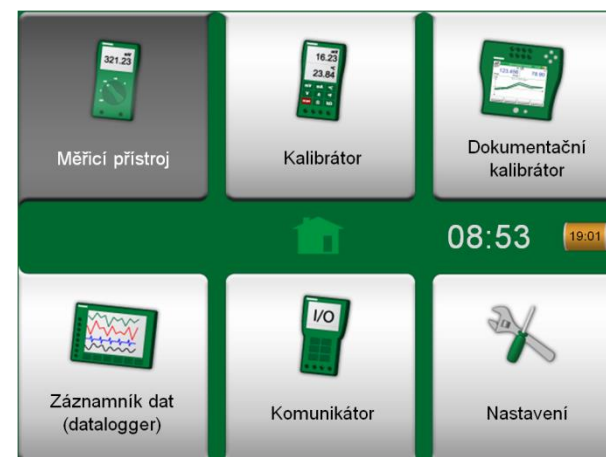 321.23
16.23
23.84
Měřicí přístroj
Kalibrátor
Dokumentační
kalibrátor
08:53
19:01
I/O
Záznamník dat
(datalogger)
Komunikátor
Nastavení